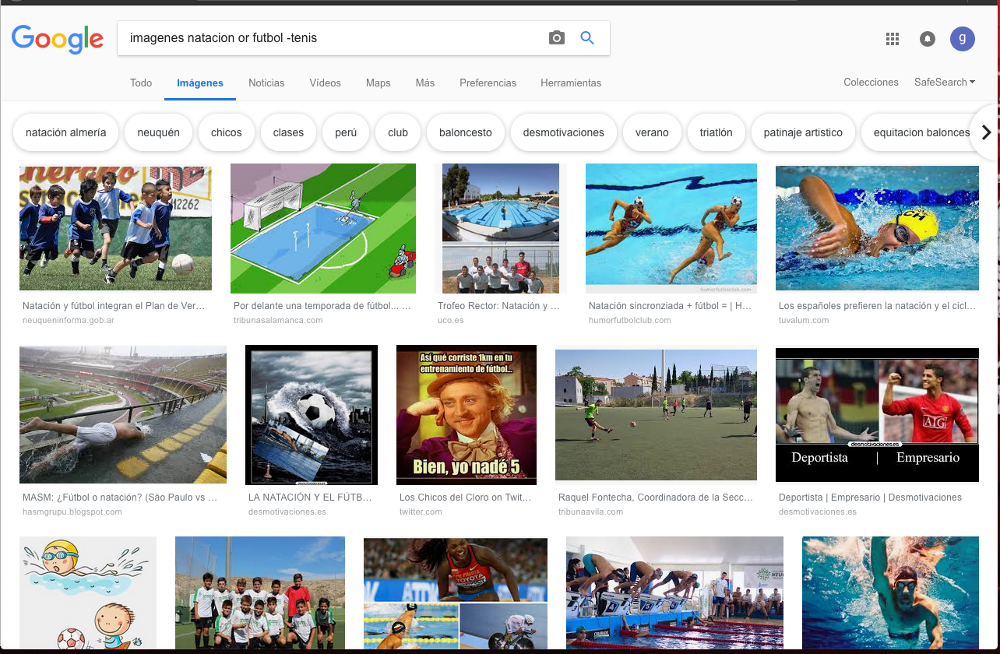 Google
imagenes natacion or futbol -tenis
g
Todo
Imágenes
Noticias
Vídeos
Maps
Más
Preferencias
Herramientas
Colecciones
SafeSearch
natación almería
neuquén
chicos
clases
perú
club
baloncesto
desmotivaciones
verano
triatlón
patinaje artistico
equitacion balonces
12262
humorfutbolclub.com
CH
Natación y fútbol integran el Plan de Ver…
neuqueninforma.gob.ar
Por delante una temporada de fútbol... …
tribunasalamanca.com
Trofeo Rector: Natación y …
uco.es
Natación sincronziada + fútbol = | H…
humorfutbolclub.com
Los españoles prefieren la natación y el cicl…
tuvalum.com
Así qué corriste 1km en tu
entrenamiento de fútbol...
Bien, yo nadé 5
AIG
desmotivaciones.es
Deportista | Empresario
MASM: ¿Fútbol o natación? (São Paulo vs …
hasmgrupu.blogspot.com
LA NATACIÓN Y EL FÚTB…
desmotivaciones.es
Los Chicos del Cloro on Twit…
twitter.com
Raquel Fontecha, Coordinadora de la Secc…
tribunaavila.com
Deportista | Empresario | Desmotivaciones
desmotivaciones.es
TOYOTA